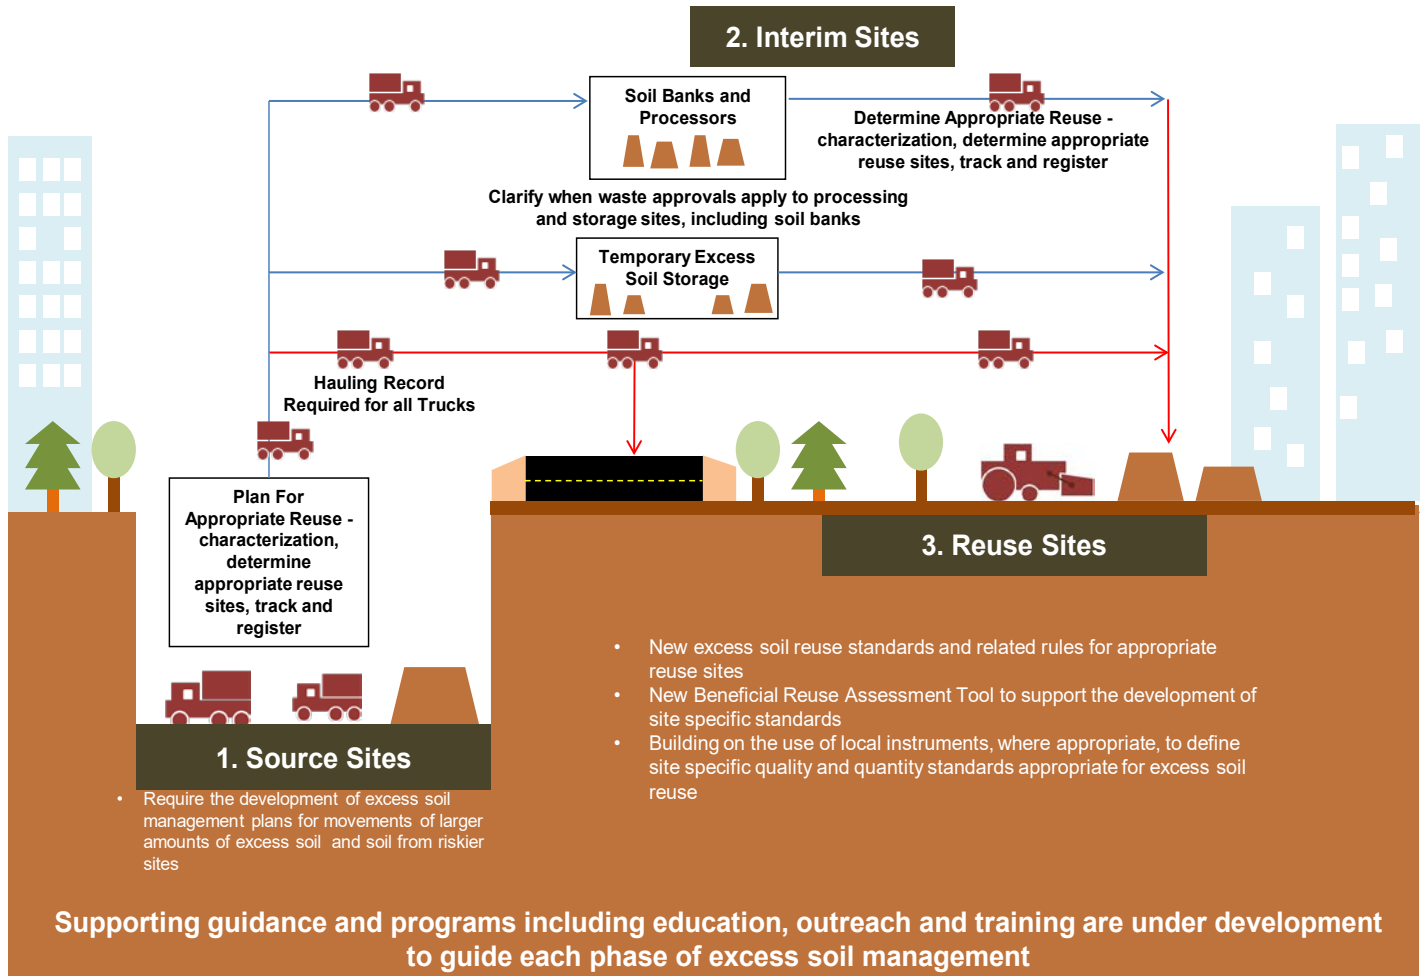 2. Interim Sites
Soil Banks and
Processors
Determine Appropriate Reuse -
characterization, determine appropriate
reuse sites, track and register
Clarify when waste approvals apply to processing
and storage sites, including soil banks
Temporary Excess
Soil Storage
Hauling Record
Required for all Trucks
Plan For
Appropriate Reuse -
characterization,
determine
appropriate reuse
sites, track and
register
3. Reuse Sites
• New excess soil reuse standards and related rules for appropriate
reuse sites
• New Beneficial Reuse Assessment Tool to support the development of
site specific standards
• Building on the use of local instruments, where appropriate, to define
site specific quality and quantity standards appropriate for excess soil
reuse
1. Source Sites
• Require the development of excess soil
management plans for movements of larger
amounts of excess soil and soil from riskier
sites
Supporting guidance and programs including education, outreach and training are under development
to guide each phase of excess soil management